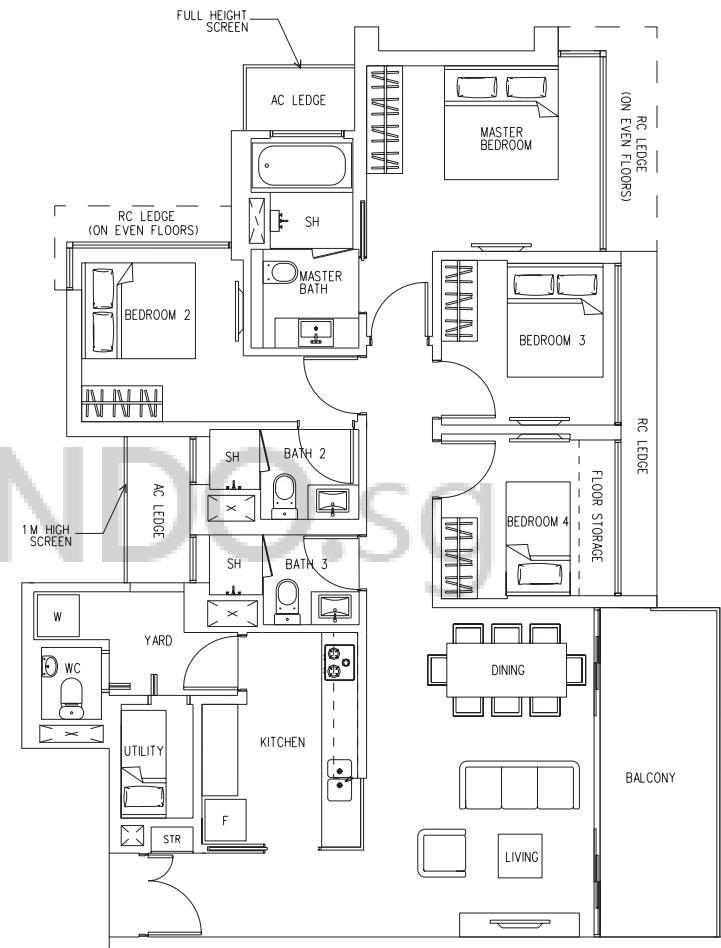 FULL HEIGHT
SCREEN
AC LEDGE
MASTER
BEDROOM
RC LEDGE
(ON EVEN FLOORS)
RC LEDGE
(ON EVEN FLOORS)
SH
MASTER
BATH
BEDROOM 2
BEDROOM 3
RC LEDGE
SH
BATH 2
AC LEDGE
1M HIGH
SCREEN
BEDROOM 4
FLOOR STORAGE
NDO.sg
SH
BATH 3
W
YARD
WC
DINING
UTILITY
KITCHEN
BALCONY
F
STR
LIVING